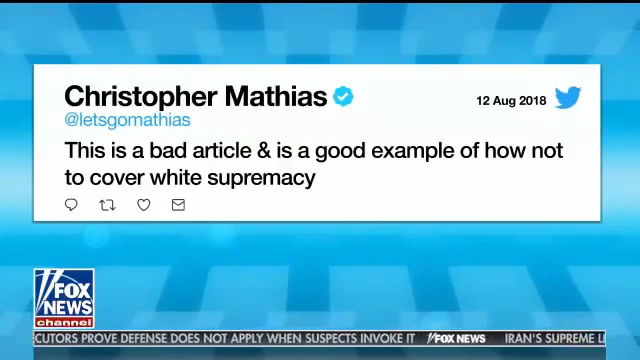 Christopher Mathias
12 Aug 2018
@letsgomathias
This is a bad article & is a good example of how not
to cover white supremacy
FOX
NEWS
channel
CUTORS PROVE DEFENSE DOES NOT APPLY WHEN SUSPECTS INVOKE IT FOX NEWS IRAN'S SUPREME L